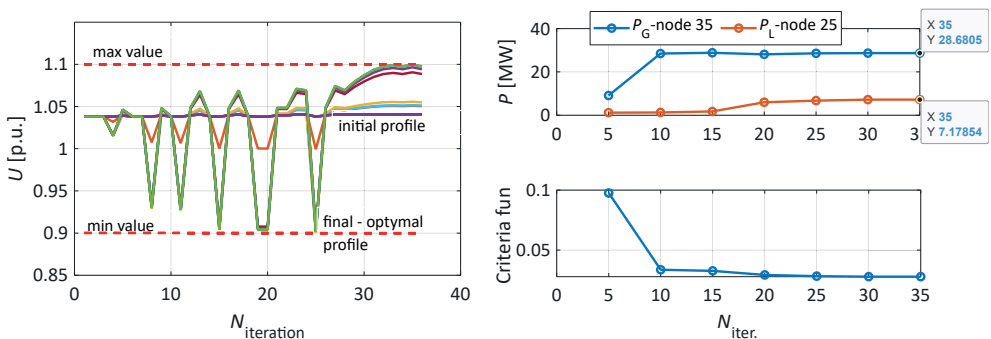 max value
initial profile
min value
final - optymal
profile
U [p.u.]
1.1
1.05
1
0.95
0.9
0.85
0
10
20
30
40
N iteration
P_G-node 35
P_L-node 25
P [MW]
40
20
0
0
5
10
15
20
25
30
35
X 35
Y 28.6805
X 35
Y 7.17854
Criteria fun
0.1
0.05
0
5
10
15
20
25
30
35
N iter.